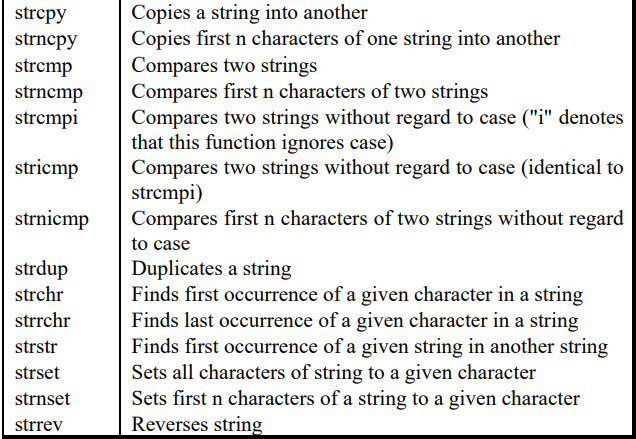 strcpy Copies a string into another
strncpy Copies first n characters of one string into another
strcmp Compares two strings
strncmp Compares first n characters of two strings
strcmpi Compares two strings without regard to case ("i" denotes
that this function ignores case)
stricmp Compares two strings without regard to case (identical to
strcmpi)
strnicmp Compares first n characters of two strings without regard
to case
strdup Duplicates a string
strchr Finds first occurrence of a given character in a string
strrchr Finds last occurrence of a given character in a string
strstr Finds first occurrence of a given string in another string
strset Sets all characters of string to a given character
strnset Sets first n characters of a string to a given character
strrev Reverses string